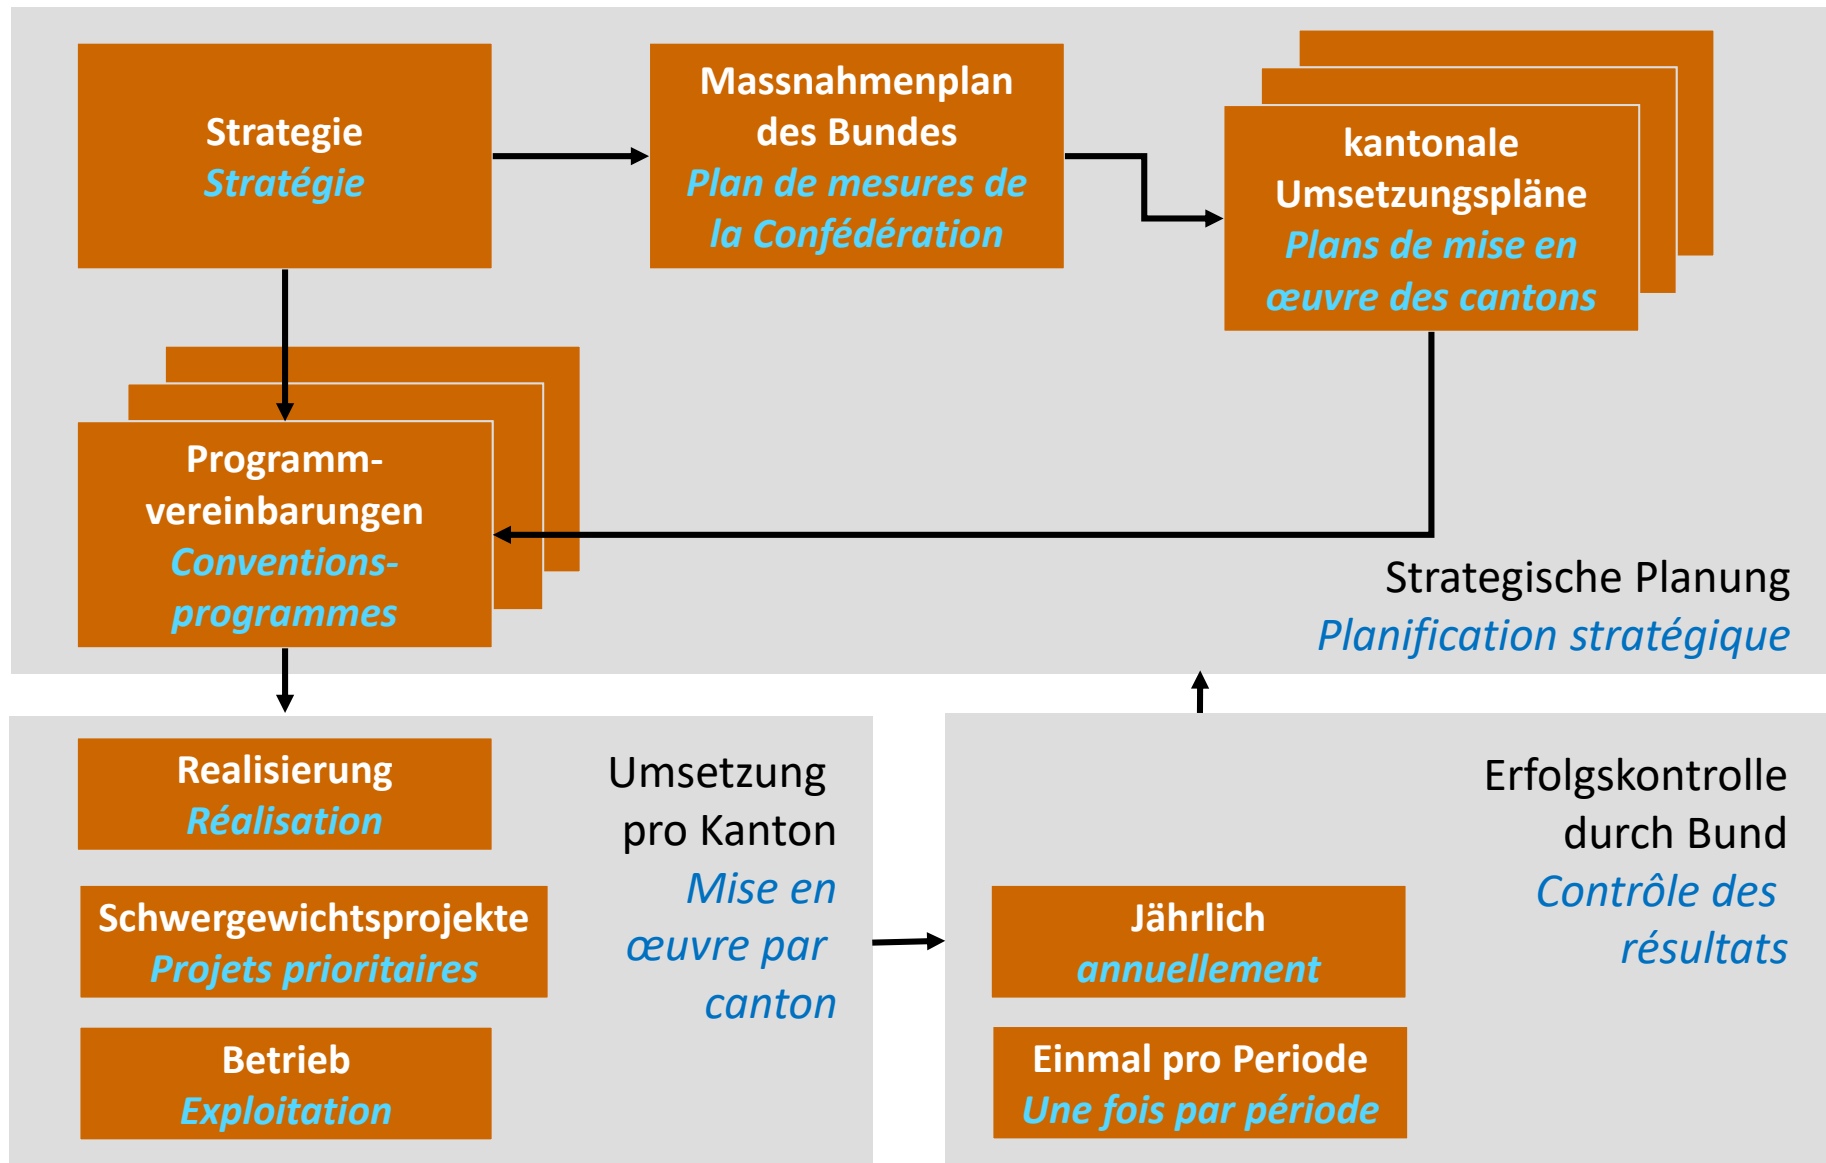 Strategie
Stratégie
Massnahmenplan
des Bundes
Plan de mesures de
la Confédération
kantonale
Umsetzungspläne
Plans de mise en
œuvre des cantons
Programm-
vereinbarungen
Conventions-
programmes
Strategische Planung
Planification stratégique
Realisierung
Réalisation
Schwergewichtsprojekte
Projets prioritaires
Betrieb
Exploitation
Umsetzung
pro Kanton
Mise en
œuvre par
canton
Erfolgskontrolle
durch Bund
Contrôle des
résultats
Jährlich
annuellement
Einmal pro Periode
Une fois par période